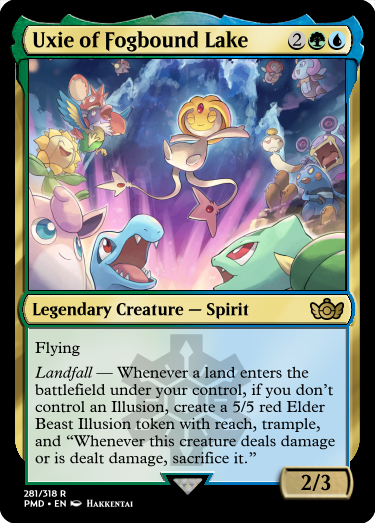 Uxie of Fogbound Lake 2
Legendary Creature — Spirit
Flying
Landfall — Whenever a land enters the
battlefield under your control, if you don't
control an Illusion, create a 5/5 red Elder
Beast Illusion token with reach, trample,
and “Whenever this creature deals damage
or is dealt damage, sacrifice it.”
2/3
281/318 R
PMD • EN Hakkentai